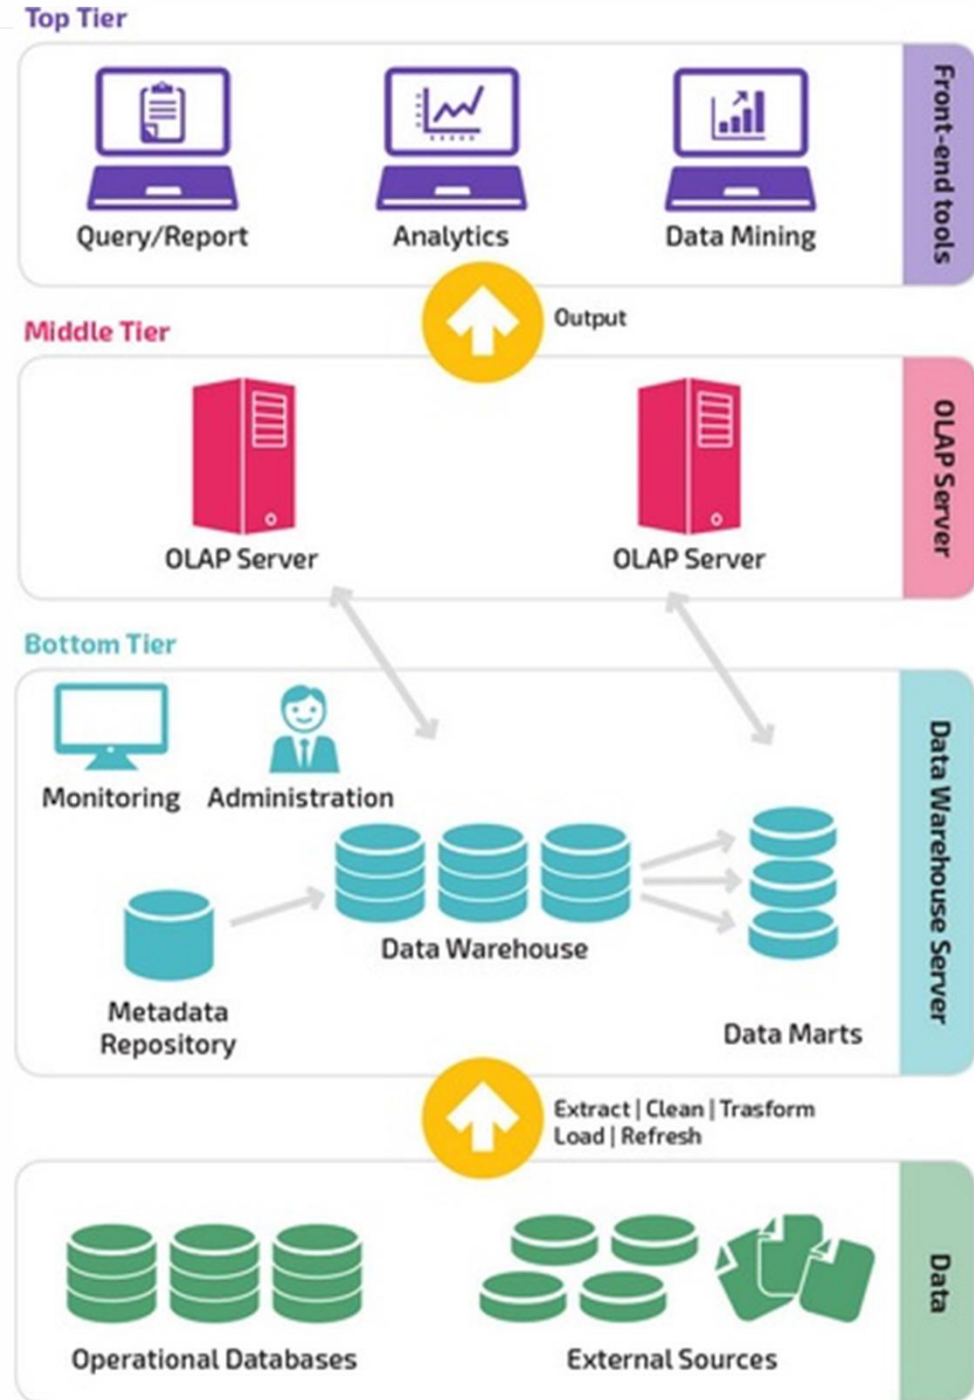 Top Tier
Front-end tools
Query/Report
Analytics
Data Mining
Output
Middle Tier
OLAP Server
OLAP Server
OLAP Server
Bottom Tier
Data Warehouse Server
Monitoring
Administration
Data Warehouse
Metadata
Repository
Data Marts
Extract | Clean | Trasform
Load | Refresh
Data
Operational Databases
External Sources